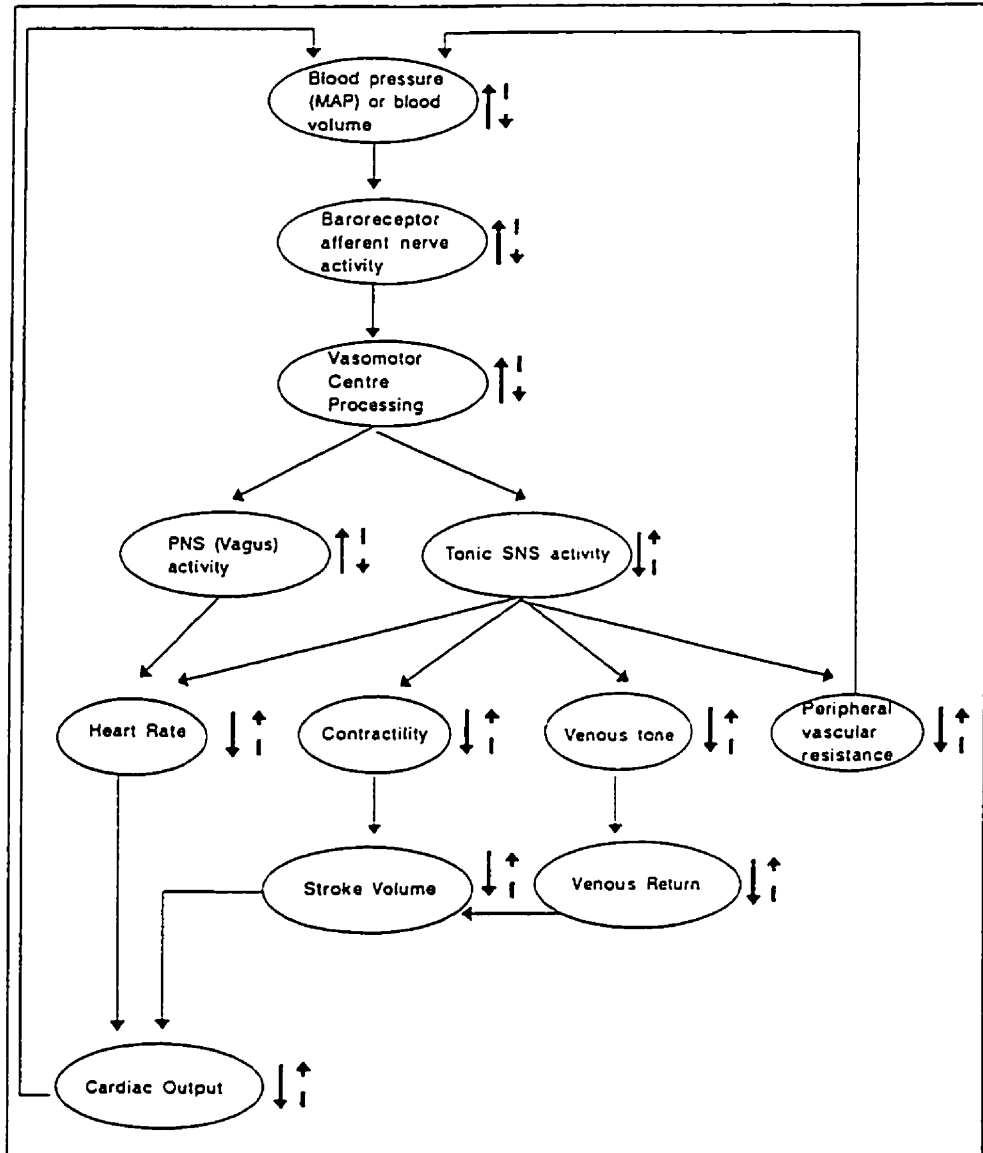 Blood pressure
(MAP) or blood
volume
Baroreceptor
afferent nerve
activity
Vasomotor
Centre
Processing
PNS (Vagus)
activity
Tonic SNS activity
Heart Rate
Contractility
Venous tone
Peripheral
vascular
resistance
Stroke Volume
Venous Return
Cardiac Output